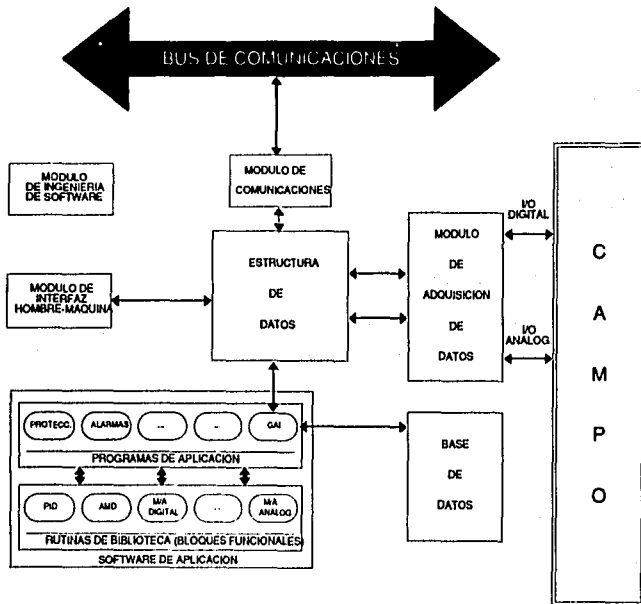 BUS DE COMUNICACIONES
MODULO
DE INGENIERIA
DE SOFTWARE
MODULO DE
COMUNICACIONES
MODULO DE
INTERFAZ
HOMBRE-MAQUINA
ESTRUCTURA
DE
DATOS
MODULO
DE
ADQUISICION
DE
DATOS
I/O
DIGITAL
I/O
ANALOG
C
A
M
P
O
PROTECC.
ALARMAS
...
...
GAI
PROGRAMAS DE APLICACION
PID
AMD
M/A
DIGITAL
...
M/A
ANALOG
RUTINAS DE BIBLIOTECA (BLOQUES FUNCIONALES)
SOFTWARE DE APLICACION
BASE
DE
DATOS